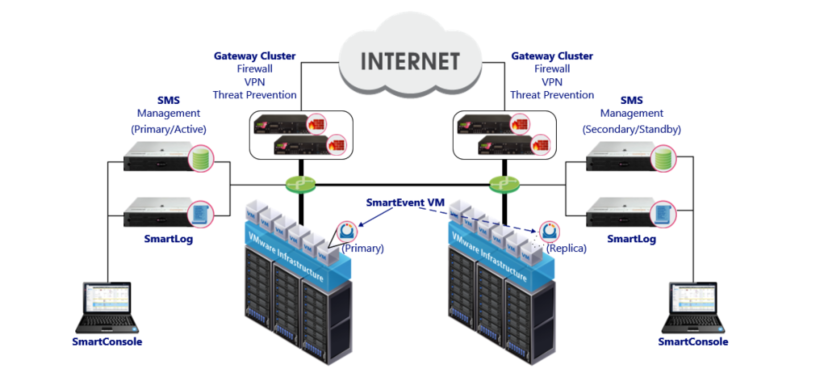 INTERNET
Gateway Cluster
Firewall
VPN
Threat Prevention
Gateway Cluster
Firewall
VPN
Threat Prevention
SMS
Management
(Primary/Active)
SMS
Management
(Secondary/Standby)
SmartLog
SmartEvent VM
(Primary)
(Replica)
SmartLog
VMware Infrastructure
VMware Infrastructure
SmartConsole
SmartConsole